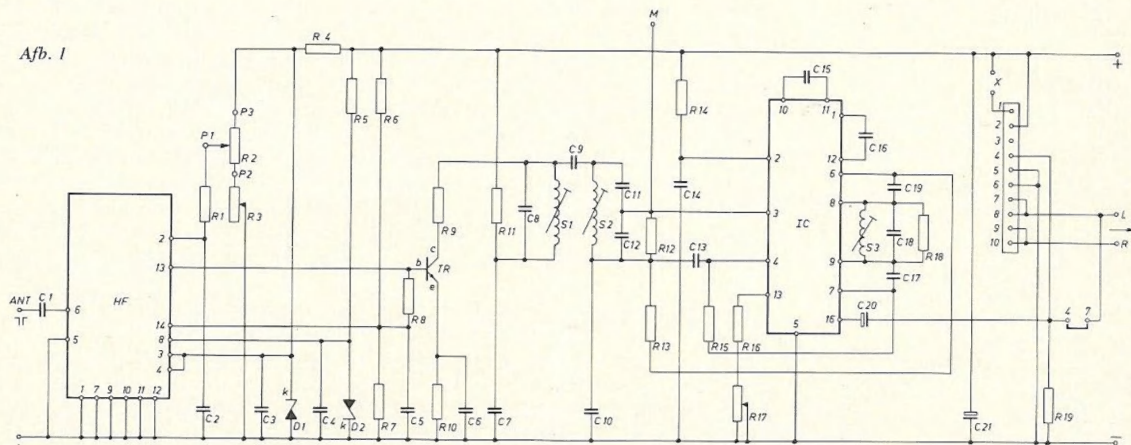 Afb. 1
M
R 4
+
C15
X
P3
R5
R6
R14
10
11
1
1
2
3
4
5
6
7
8
9
10
C16
P1
R2
C9
12
P2
2
6
C19
R1
R3
R9
R11
C8
S1
S2
C11
C14
3
IC
8
S3
C18
R18
L
R
2
c
b
TR
e
C12
R12
C13
4
9
C17
13
ANT
C1
6
HF
R8
13
7
5
14
8
3
4
16
C20
4
7
R13
R15
R16
5
1
7
9
10
11
12
C2
C3
k
D1
C4
k
D2
R7
C5
R10
C6
C7
C10
R17
C21
R19
−